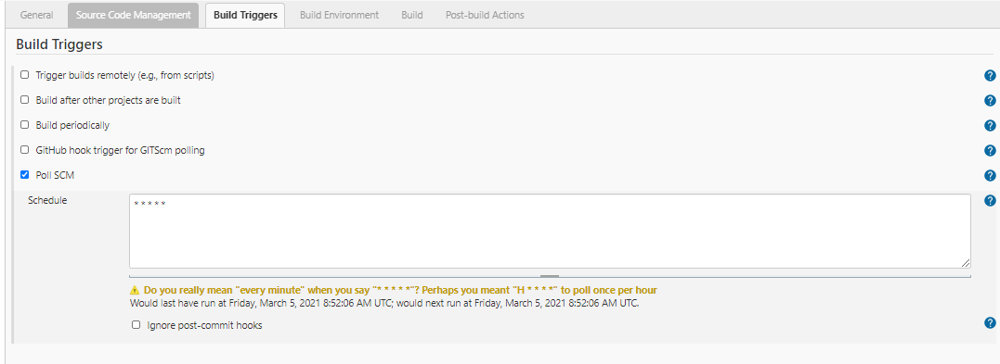 General Source Code Management Build Triggers Build Environment Build Post-build Actions
Build Triggers
Trigger builds remotely (e.g., from scripts) ?
Build after other projects are built ?
Build periodically ?
GitHub hook trigger for GITScm polling ?
Poll SCM ?
Schedule * * * * * ?
Do you really mean "every minute" when you say "* * * * *"? Perhaps you meant "H * * * *" to poll once per hour
Would last have run at Friday, March 5, 2021 8:52:06 AM UTC; would next run at Friday, March 5, 2021 8:52:06 AM UTC.
Ignore post-commit hooks ?